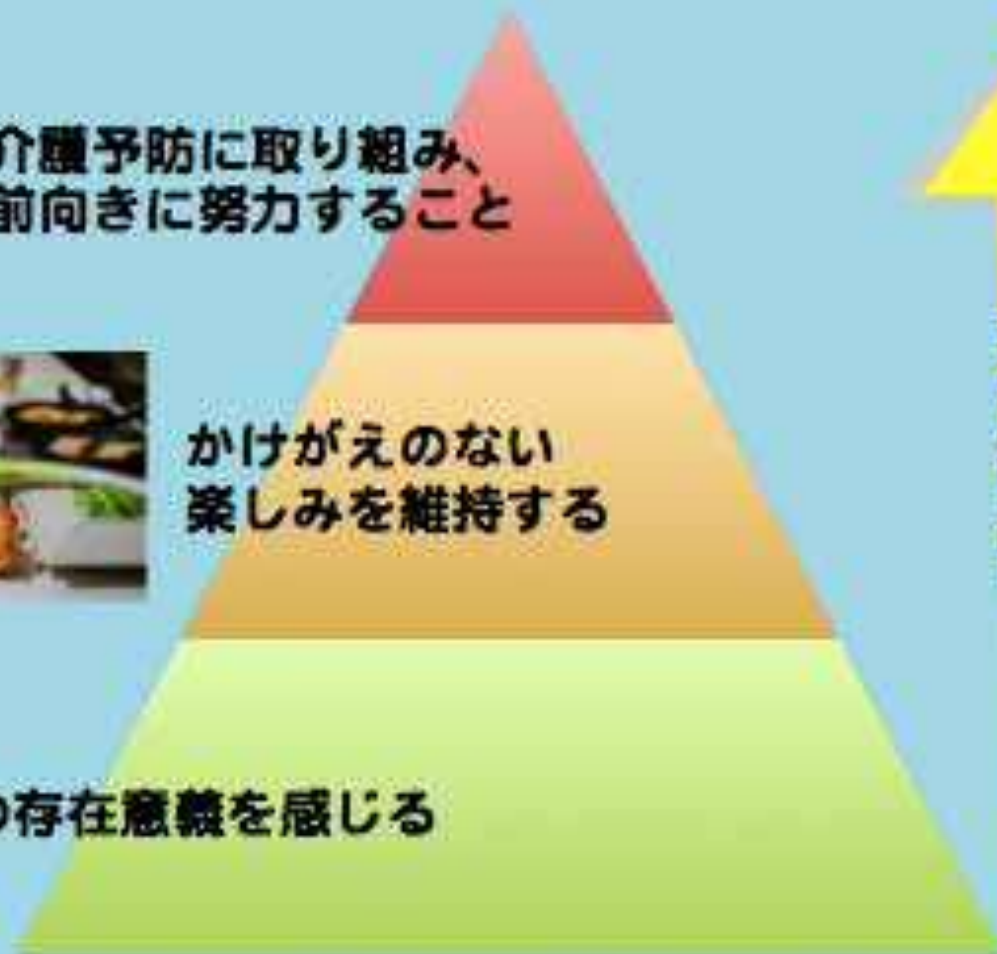 介護予防に取り組み、
前向きに努力すること
かけがえのない
楽しみを維持する
の存在意義を感じる